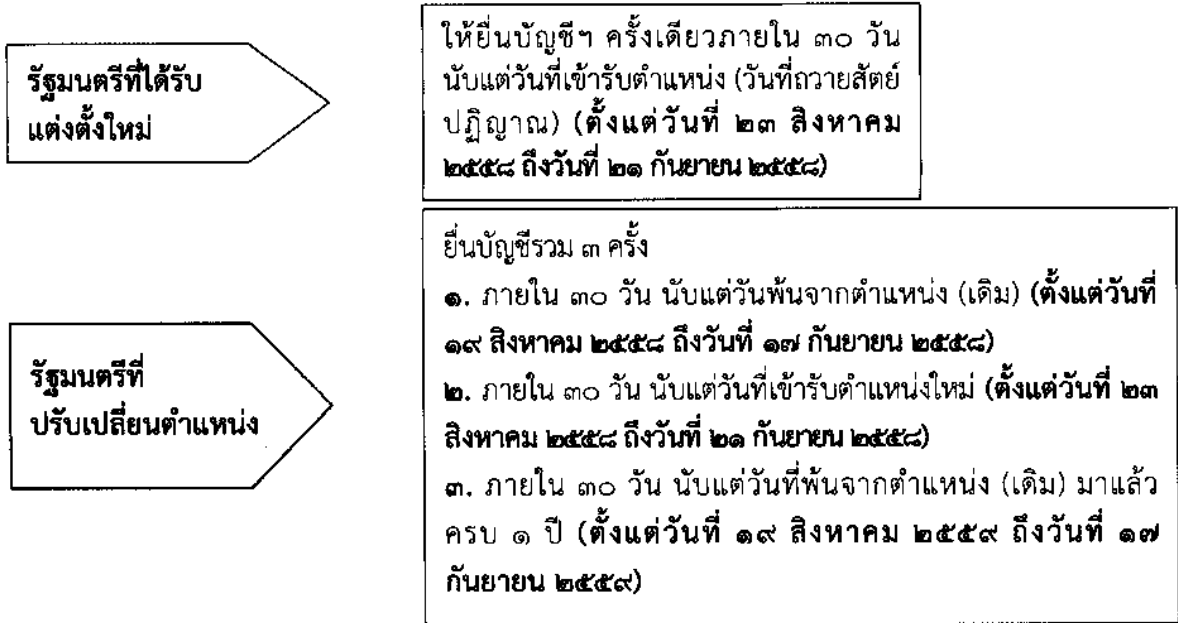 รัฐมนตรีที่ได้รับ
แต่งตั้งใหม่
ให้ยื่นบัญชีฯ ครั้งเดียวภายใน ๓๐ วัน
นับแต่วันที่เข้ารับตำแหน่ง (วันที่ถวายสัตย์
ปฏิญาณ) (ตั้งแต่วันที่ ๒๓ สิงหาคม
๒๕๕๘ ถึงวันที่ ๒๑ กันยายน ๒๕๕๘)
รัฐมนตรีที่
ปรับเปลี่ยนตำแหน่ง
ยื่นบัญชีรวม ๓ ครั้ง
๑. ภายใน ๓๐ วัน นับแต่วันพ้นจากตำแหน่ง (เดิม) (ตั้งแต่วันที่
๑๙ สิงหาคม ๒๕๕๘ ถึงวันที่ ๑๗ กันยายน ๒๕๕๘)
๒. ภายใน ๓๐ วัน นับแต่วันที่เข้ารับตำแหน่งใหม่ (ตั้งแต่วันที่ ๒๓
สิงหาคม ๒๕๕๘ ถึงวันที่ ๒๑ กันยายน ๒๕๕๘)
๓. ภายใน ๓๐ วัน นับแต่วันที่พ้นจากตำแหน่ง (เดิม) มาแล้ว
ครบ ๑ ปี (ตั้งแต่วันที่ ๑๙ สิงหาคม ๒๕๕๙ ถึงวันที่ ๑๗
กันยายน ๒๕๕๙)